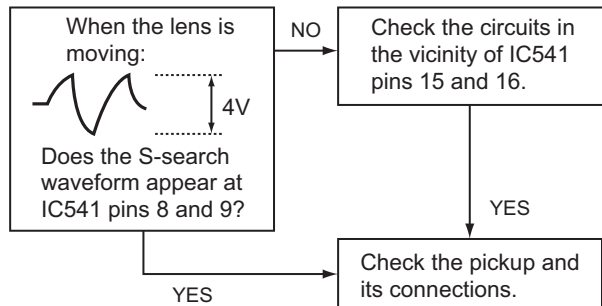 When the lens is
moving:
4V
Does the S-search
waveform appear at
IC541 pins 8 and 9?
NO
Check the circuits in
the vicinity of IC541
pins 15 and 16.
YES
YES
Check the pickup and
its connections.